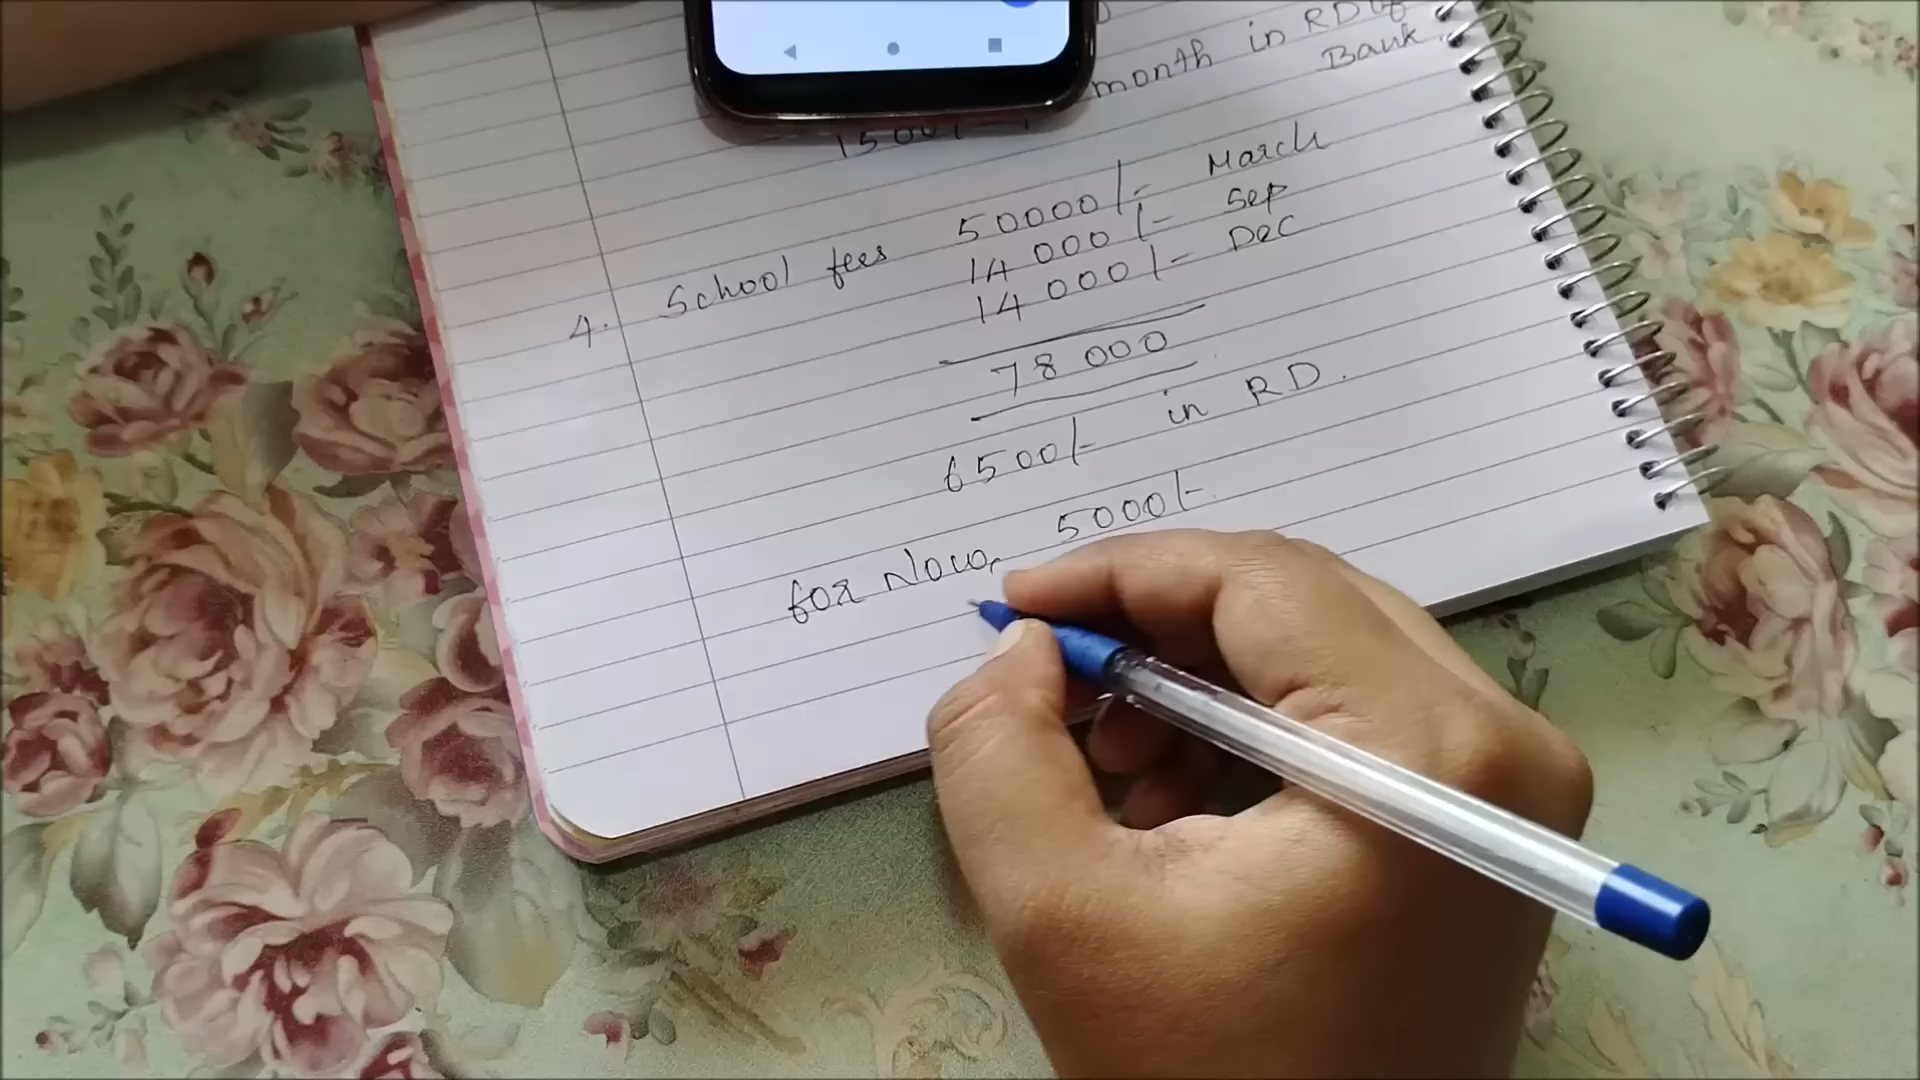 month in RD of
Bank.
1500/-
4. School fees 50000/- March
14000/- Sep
14000/- Dec
78000
6500/- in RD.
for Now, 5000/-